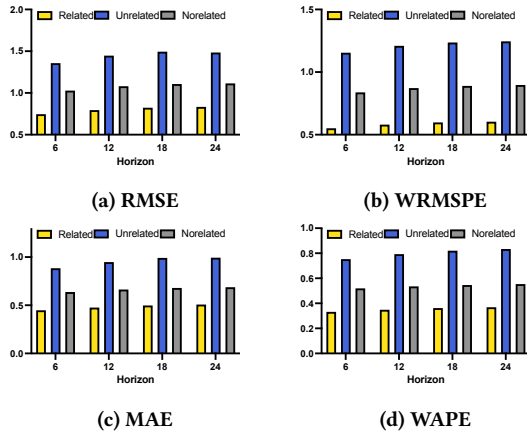 Related Unrelated Norelated
2.0
1.5
1.0
0.5
6 12 18 24
Horizon
(a) RMSE
Related Unrelated Norelated
1.5
1.0
0.5
6 12 18 24
Horizon
(b) WRMSPE
Related Unrelated Norelated
1.0
0.5
0.0
6 12 18 24
Horizon
(c) MAE
Related Unrelated Norelated
1.0
0.8
0.6
0.4
0.2
0.0
6 12 18 24
Horizon
(d) WAPE